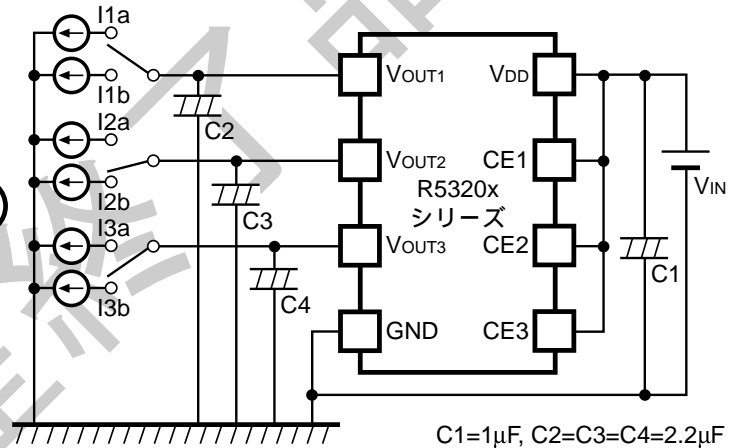 I1a
I1b
I2a
I2b
I3a
I3b
C2
C3
C4
VOUT1
VOUT2
VOUT3
GND
R5320x
シリーズ
VDD
CE1
CE2
CE3
C1
VIN
C1=1μF, C2=C3=C4=2.2μF